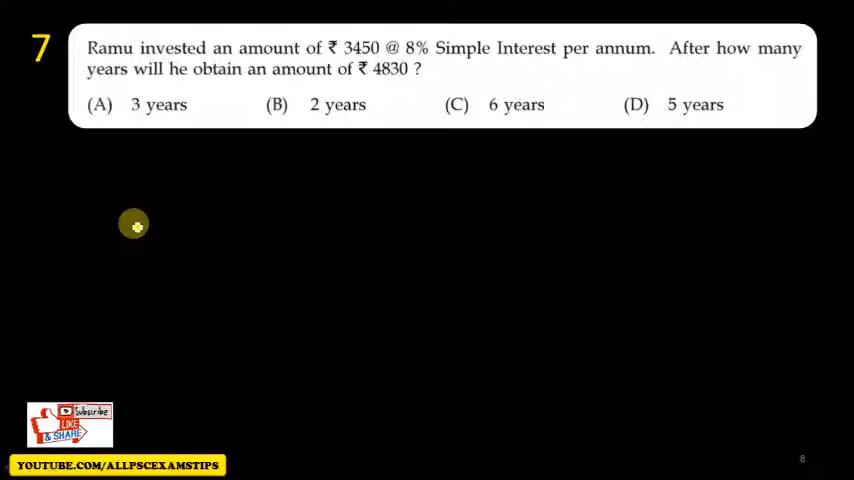 7
Ramu invested an amount of ₹ 3450 @ 8% Simple Interest per annum. After how many
years will he obtain an amount of ₹ 4830 ?
(A) 3 years (B) 2 years (C) 6 years (D) 5 years
Subscribe
LIKE
& SHARE
YOUTUBE.COM/ALLPSCEXAMSTIPS
8